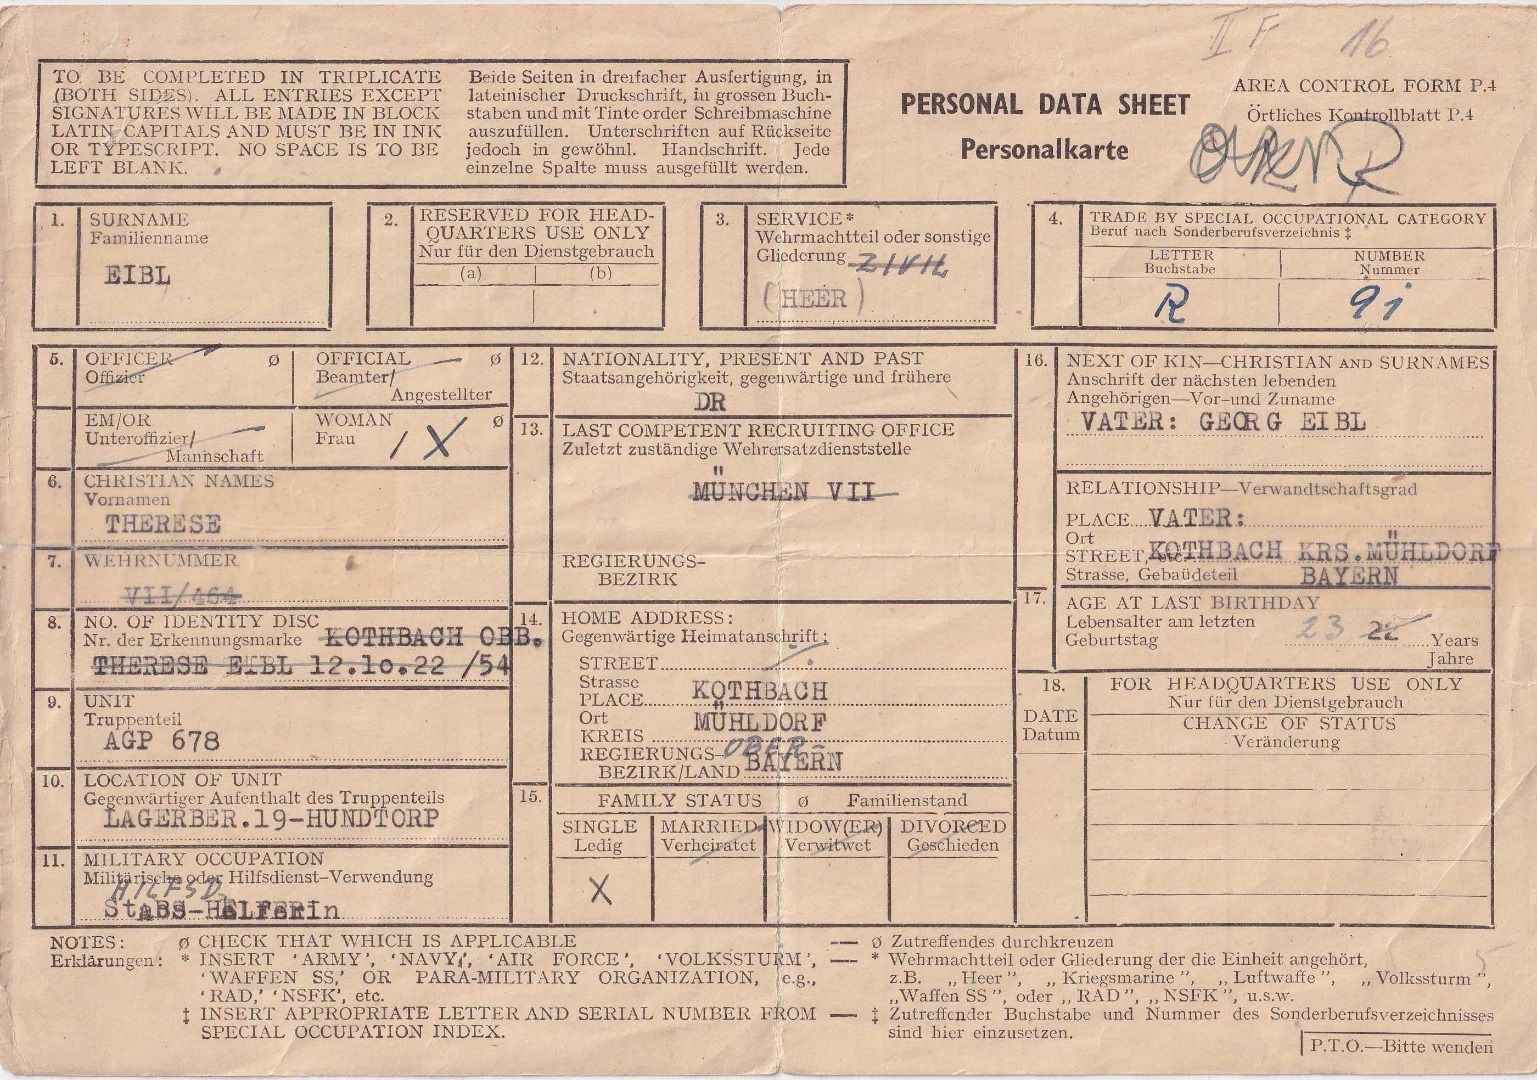 II F 16
TO BE COMPLETED IN TRIPLICATE
(BOTH SIDES). ALL ENTRIES EXCEPT
SIGNATURES WILL BE MADE IN BLOCK
LATIN CAPITALS AND MUST BE IN INK
OR TYPESCRIPT. NO SPACE IS TO BE
LEFT BLANK.
Beide Seiten in dreifacher Ausfertigung, in
lateinischer Druckschrift, in grossen Buch-
staben und mit Tinte order Schreibmaschine
auszufüllen. Unterschriften auf Rückseite
jedoch in gewöhnl. Handschrift. Jede
einzelne Spalte muss ausgefüllt werden.
PERSONAL DATA SHEET
Personalkarte
AREA CONTROL FORM P.4
Örtliches Kontrollblatt P.4
1. SURNAME
Familienname
EIBL
2. RESERVED FOR HEAD-
QUARTERS USE ONLY
Nur für den Dienstgebrauch
(a) (b)
3. SERVICE*
Wehrmachtteil oder sonstige
Gliederung ZIVIL
(HEER)
4. TRADE BY SPECIAL OCCUPATIONAL CATEGORY
Beruf nach Sonderberufsverzeichnis ‡
LETTER NUMBER
Buchstabe Nummer
R 9i
5. OFFICER ø OFFICIAL ø
Offizier Beamter/
Angestellter
EM/OR WOMAN ø
Unteroffizier/ Frau / X
Mannschaft
6. CHRISTIAN NAMES
Vornamen
THERESE
7. WEHRNUMMER
VII/464
8. NO. OF IDENTITY DISC
Nr. der Erkennungsmarke KOTHBACH OBB.
THERESE EIBL 12.10.22 /54
9. UNIT
Truppenteil
AGP 678
10. LOCATION OF UNIT
Gegenwärtiger Aufenthalt des Truppenteils
LAGERBER.19-HUNDTORP
11. MILITARY OCCUPATION
Militärische oder Hilfsdienst-Verwendung
HILFSD.
StaBS-HElFerIn
12. NATIONALITY, PRESENT AND PAST
Staatsangehörigkeit, gegenwärtige und frühere
DR
13. LAST COMPETENT RECRUITING OFFICE
Zuletzt zuständige Wehrersatzdienststelle
MÜNCHEN VII
REGIERUNGS-
BEZIRK
14. HOME ADDRESS:
Gegenwärtige Heimatanschrift:
STREET
Strasse
PLACE KOTHBACH
Ort
KREIS MÜHLDORF
REGIERUNGS- OBER-
BEZIRK/LAND BAYERN
15. FAMILY STATUS ø Familienstand
SINGLE MARRIED WIDOW(ER) DIVORCED
Ledig Verheiratet Verwitwet Geschieden
X
16. NEXT OF KIN—CHRISTIAN AND SURNAMES
Anschrift der nächsten lebenden
Angehörigen—Vor-und Zuname
VATER: GEORG EIBL
RELATIONSHIP—Verwandtschaftsgrad
PLACE VATER:
Ort
STREET, etc. KOTHBACH KRS.MÜHLDORF
Strasse, Gebaüdeteil BAYERN
17. AGE AT LAST BIRTHDAY
Lebensalter am letzten
Geburtstag 23 22 Years
Jahre
18. FOR HEADQUARTERS USE ONLY
Nur für den Dienstgebrauch
DATE CHANGE OF STATUS
Datum Veränderung
NOTES: ø CHECK THAT WHICH IS APPLICABLE — ø Zutreffendes durchkreuzen
Erklärungen: * INSERT 'ARMY', 'NAVY', 'AIR FORCE', 'VOLKSSTURM', — * Wehrmachtteil oder Gliederung der die Einheit angehört,
'WAFFEN SS,' OR PARA-MILITARY ORGANIZATION, e.g., z.B. „Heer", „Kriegsmarine", „Luftwaffe", „Volkssturm",
'RAD,' 'NSFK', etc. „Waffen SS", oder „RAD", „NSFK", u.s.w.
‡ INSERT APPROPRIATE LETTER AND SERIAL NUMBER FROM — ‡ Zutreffender Buchstabe und Nummer des Sonderberufsverzeichnisses
SPECIAL OCCUPATION INDEX. sind hier einzusetzen.
P.T.O.—Bitte wenden